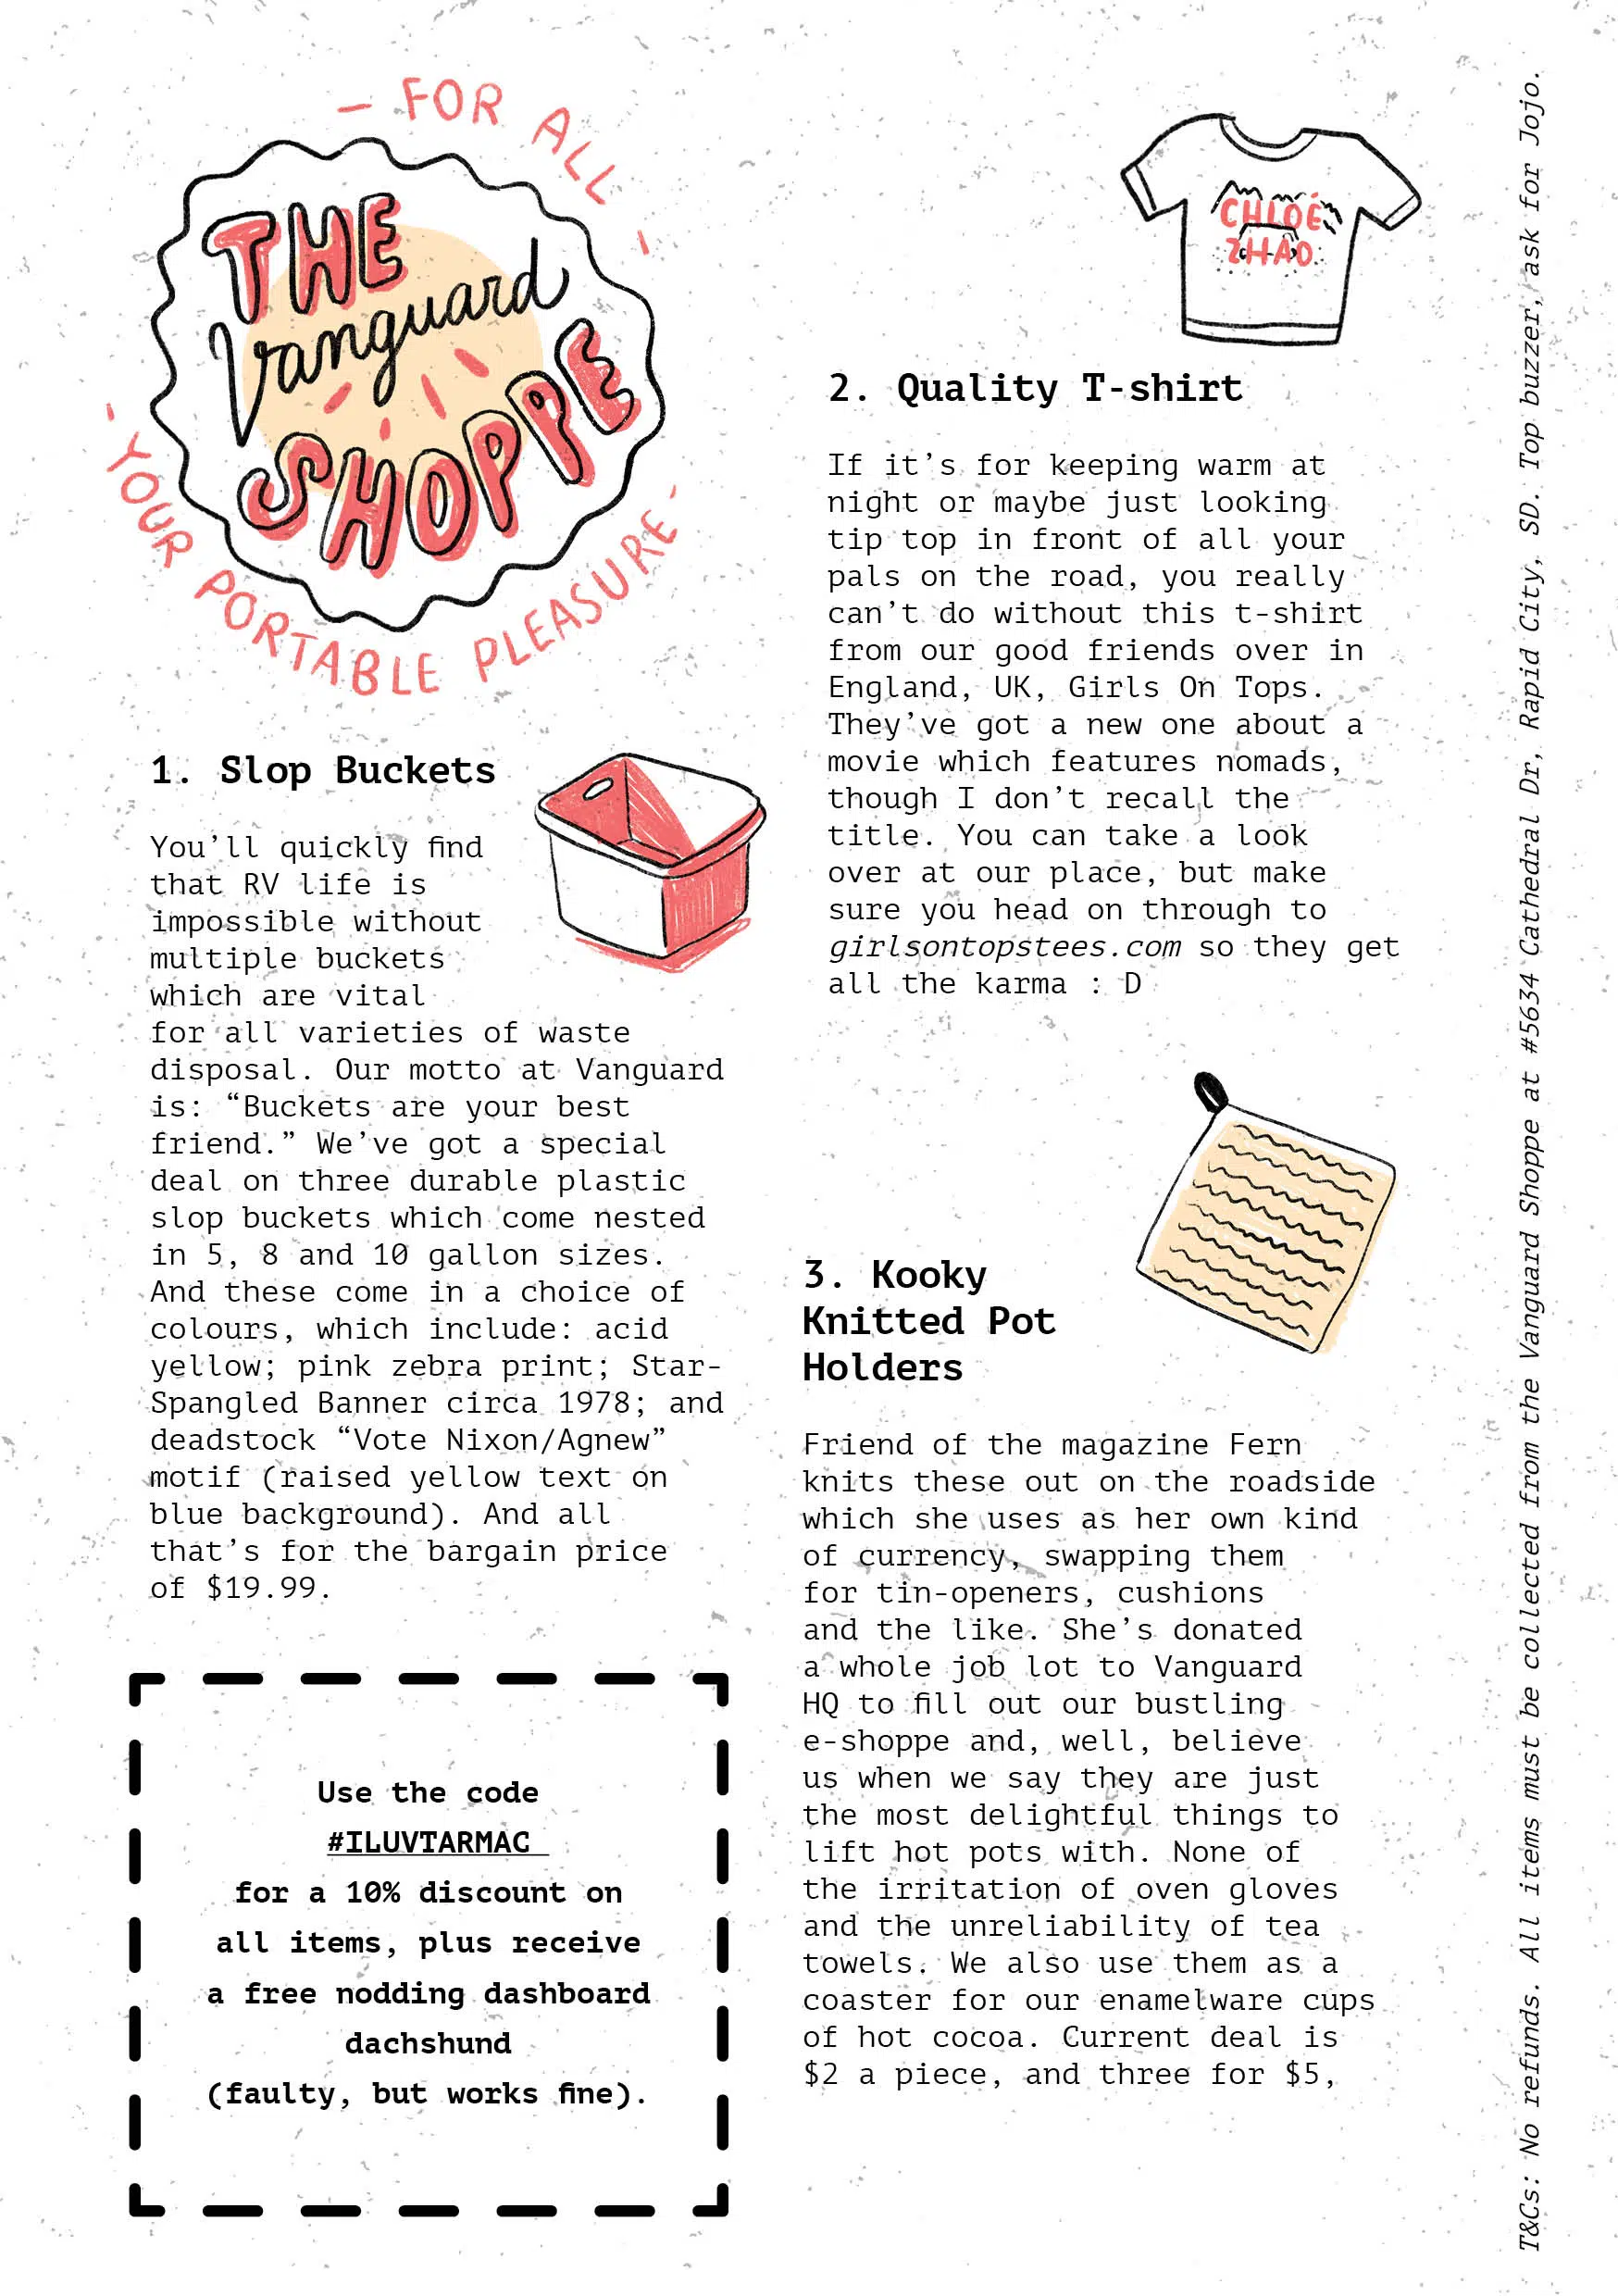 — FOR ALL -
THE
Vanguard
SHOPPE
- YOUR PORTABLE PLEASURE -
1. Slop Buckets
You’ll quickly find
that RV life is
impossible without
multiple buckets
which are vital
for all varieties of waste
disposal. Our motto at Vanguard
is: “Buckets are your best
friend.” We’ve got a special
deal on three durable plastic
slop buckets which come nested
in 5, 8 and 10 gallon sizes.
And these come in a choice of
colours, which include: acid
yellow; pink zebra print; Star-
Spangled Banner circa 1978; and
deadstock “Vote Nixon/Agnew”
motif (raised yellow text on
blue background). And all
that’s for the bargain price
of $19.99.
Use the code
#ILUVTARMAC
for a 10% discount on
all items, plus receive
a free nodding dashboard
dachshund
(faulty, but works fine).
CHLOÉ
ZHAO
2. Quality T-shirt
If it’s for keeping warm at
night or maybe just looking
tip top in front of all your
pals on the road, you really
can’t do without this t-shirt
from our good friends over in
England, UK, Girls On Tops.
They’ve got a new one about a
movie which features nomads,
though I don’t recall the
title. You can take a look
over at our place, but make
sure you head on through to
girlsontopstees.com so they get
all the karma : D
3. Kooky
Knitted Pot
Holders
Friend of the magazine Fern
knits these out on the roadside
which she uses as her own kind
of currency, swapping them
for tin-openers, cushions
and the like. She’s donated
a whole job lot to Vanguard
HQ to fill out our bustling
e-shoppe and, well, believe
us when we say they are just
the most delightful things to
lift hot pots with. None of
the irritation of oven gloves
and the unreliability of tea
towels. We also use them as a
coaster for our enamelware cups
of hot cocoa. Current deal is
$2 a piece, and three for $5,
T&Cs: No refunds. All items must be collected from the Vanguard Shoppe at #5634 Cathedral Dr, Rapid City, SD. Top buzzer, ask for Jojo.